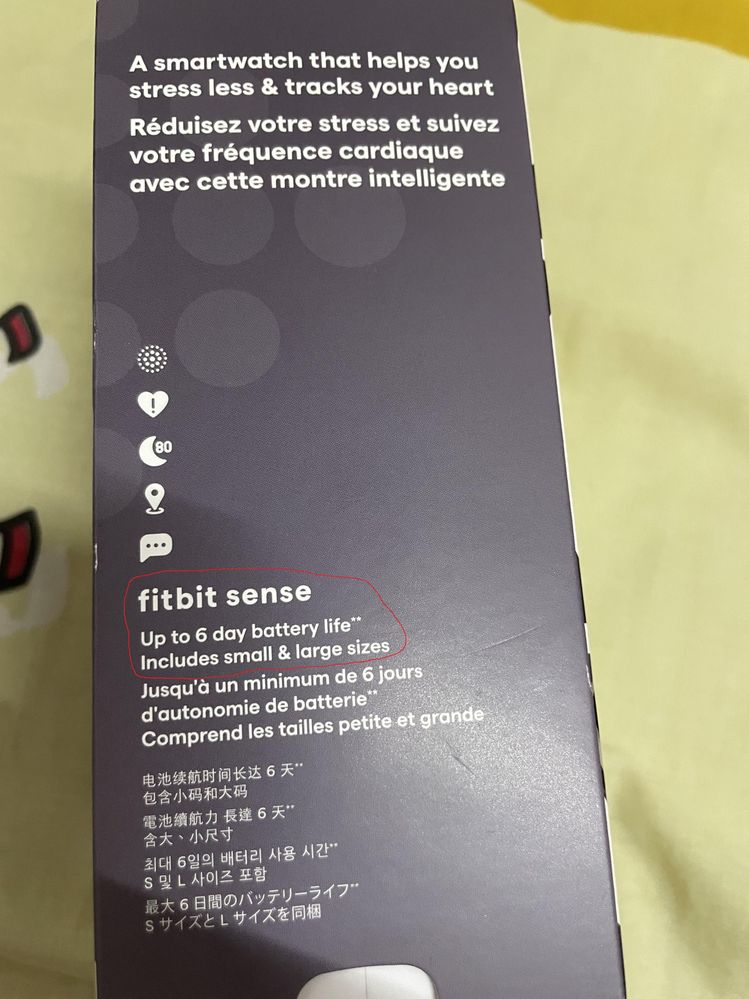 A smartwatch that helps you
stress less & tracks your heart
Réduisez votre stress et suivez
votre fréquence cardiaque
avec cette montre intelligente
80
fitbit sense
Up to 6 day battery life**
Includes small & large sizes
Jusqu'à un minimum de 6 jours
d'autonomie de batterie**
Comprend les tailles petite et grande
电池续航时间长达 6 天**
包含小码和大码
電池續航力 長達 6 天**
含大、小尺寸
최대 6일의 배터리 사용 시간**
S 및 L 사이즈 포함
最大 6 日間のバッテリーライフ**
S サイズと L サイズを同梱